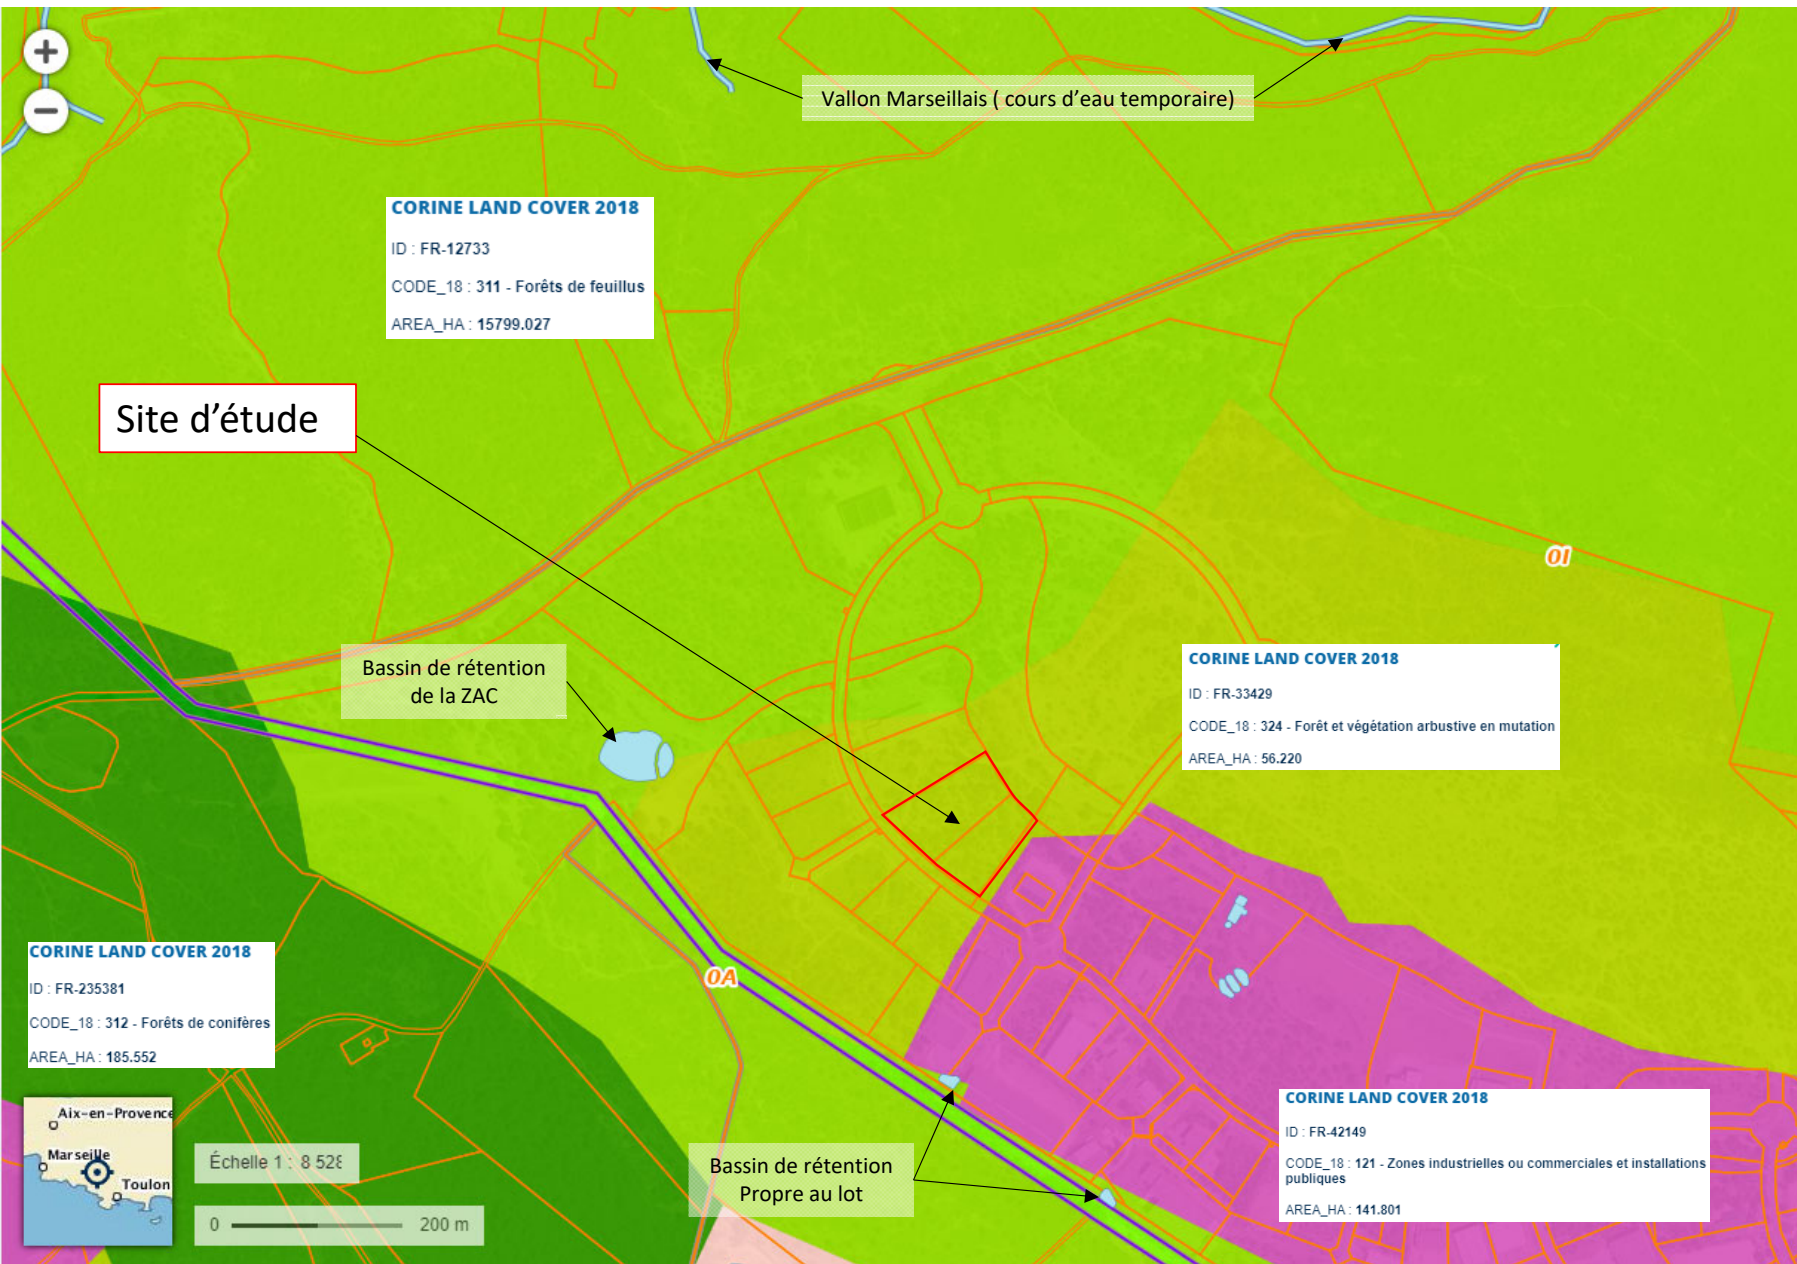 +
−
Vallon Marseillais ( cours d’eau temporaire)
CORINE LAND COVER 2018
ID : FR-12733
CODE_18 : 311 - Forêts de feuillus
AREA_HA : 15799.027
Site d’étude
OI
Bassin de rétention
de la ZAC
CORINE LAND COVER 2018
ID : FR-33429
CODE_18 : 324 - Forêt et végétation arbustive en mutation
AREA_HA : 56.220
CORINE LAND COVER 2018
ID : FR-235381
CODE_18 : 312 - Forêts de conifères
AREA_HA : 185.552
OA
CORINE LAND COVER 2018
ID : FR-42149
CODE_18 : 121 - Zones industrielles ou commerciales et installations
publiques
AREA_HA : 141.801
Bassin de rétention
Propre au lot
Aix-en-Provence
Marseille
Toulon
Échelle 1 : 8 528
0 200 m